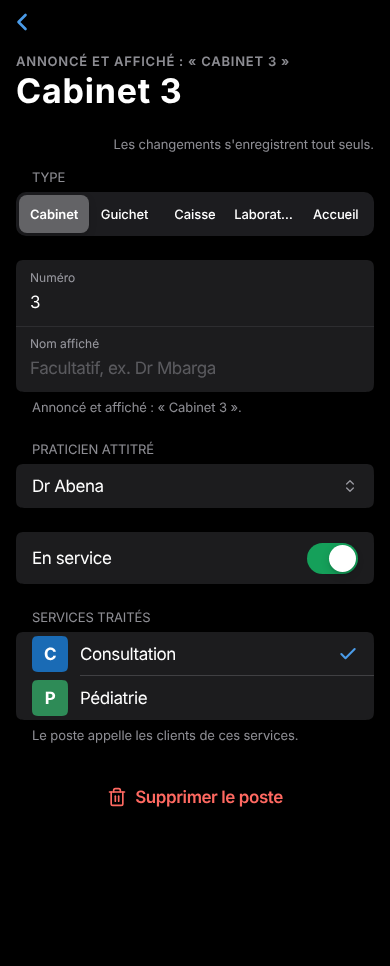 ANNONCÉ ET AFFICHÉ : « CABINET 3 »
Cabinet 3
Les changements s'enregistrent tout seuls.
TYPE
Cabinet Guichet Caisse Laborat... Accueil
Numéro
3
Nom affiché
Facultatif, ex. Dr Mbarga
Annoncé et affiché : « Cabinet 3 ».
PRATICIEN ATTITRÉ
Dr Abena
En service
SERVICES TRAITÉS
C Consultation
P Pédiatrie
Le poste appelle les clients de ces services.
Supprimer le poste